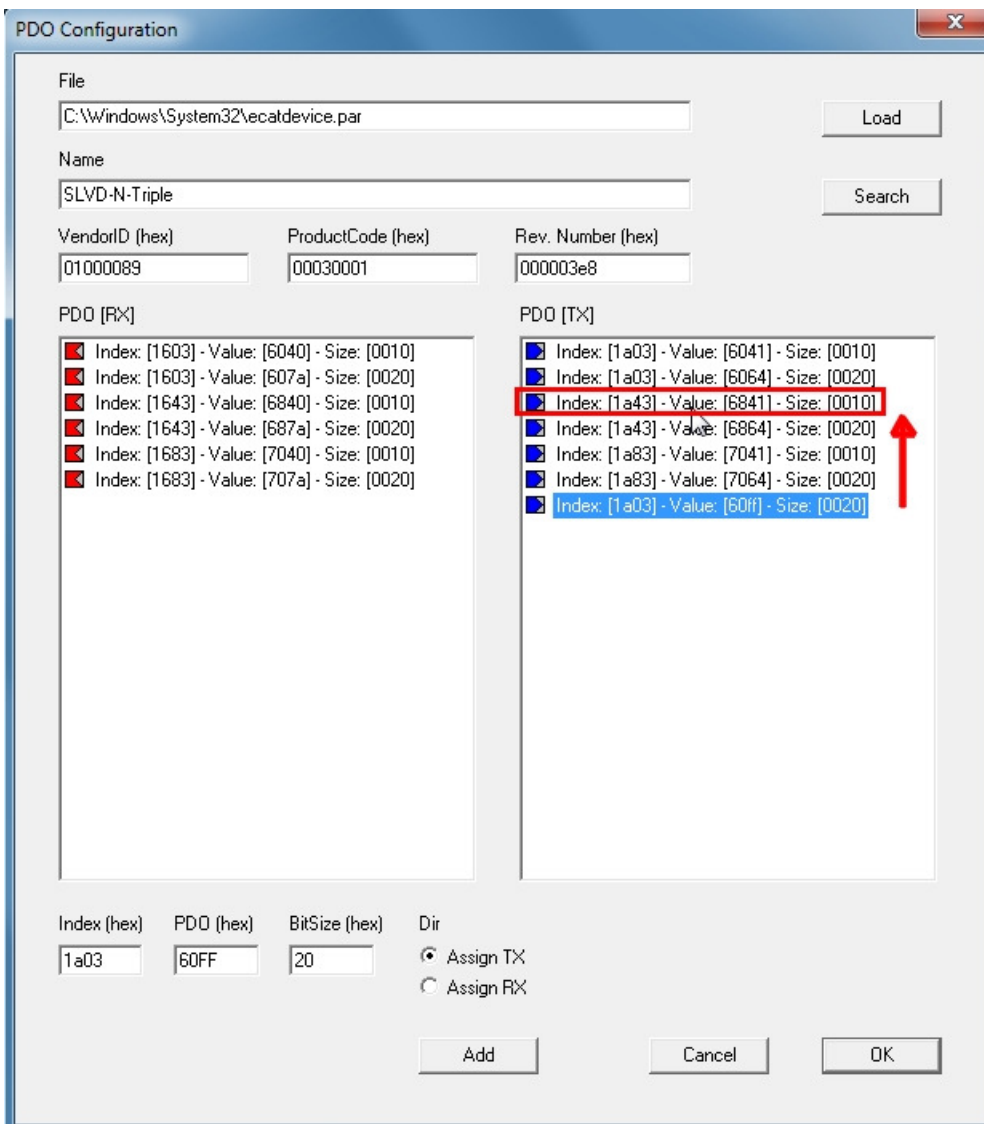 PDO Configuration
File
C:\Windows\System32\ecatdevice.par
Load
Name
SLVD-N-Triple
Search
VendorID (hex) ProductCode (hex) Rev. Number (hex)
01000089 00030001 000003e8
PDO [RX]
Index: [1603] - Value: [6040] - Size: [0010]
Index: [1603] - Value: [607a] - Size: [0020]
Index: [1643] - Value: [6840] - Size: [0010]
Index: [1643] - Value: [687a] - Size: [0020]
Index: [1683] - Value: [7040] - Size: [0010]
Index: [1683] - Value: [707a] - Size: [0020]
PDO [TX]
Index: [1a03] - Value: [6041] - Size: [0010]
Index: [1a03] - Value: [6064] - Size: [0020]
Index: [1a43] - Value: [6841] - Size: [0010]
Index: [1a43] - Value: [6864] - Size: [0020]
Index: [1a83] - Value: [7041] - Size: [0010]
Index: [1a83] - Value: [7064] - Size: [0020]
Index: [1a03] - Value: [60ff] - Size: [0020]
Index (hex) PDO (hex) BitSize (hex) Dir
1a03 60FF 20
Assign TX
Assign RX
Add Cancel OK